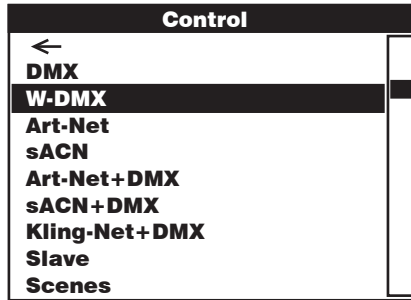 Control
←
DMX
W-DMX
Art-Net
sACN
Art-Net+DMX
sACN+DMX
Kling-Net+DMX
Slave
Scenes